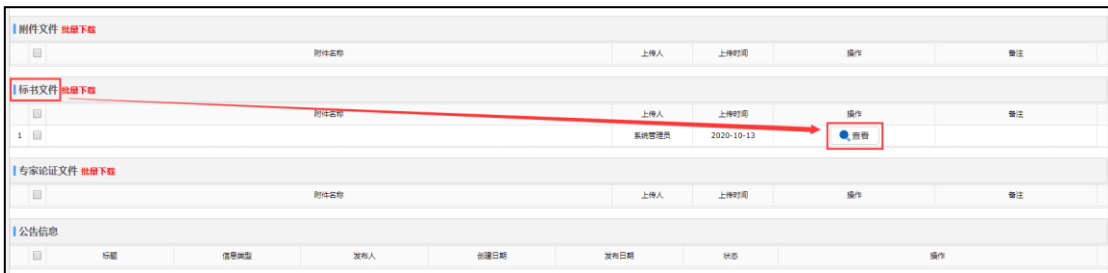 附件文件 批量下载
附件名称 上传人 上传时间 操作 备注
标书文件 批量下载
附件名称 上传人 上传时间 操作 备注
1 系统管理员 2020-10-13 查看
专家论证文件 批量下载
附件名称 上传人 上传时间 操作 备注
公告信息
标题 信息类型 发布人 创建日期 发布日期 状态 操作